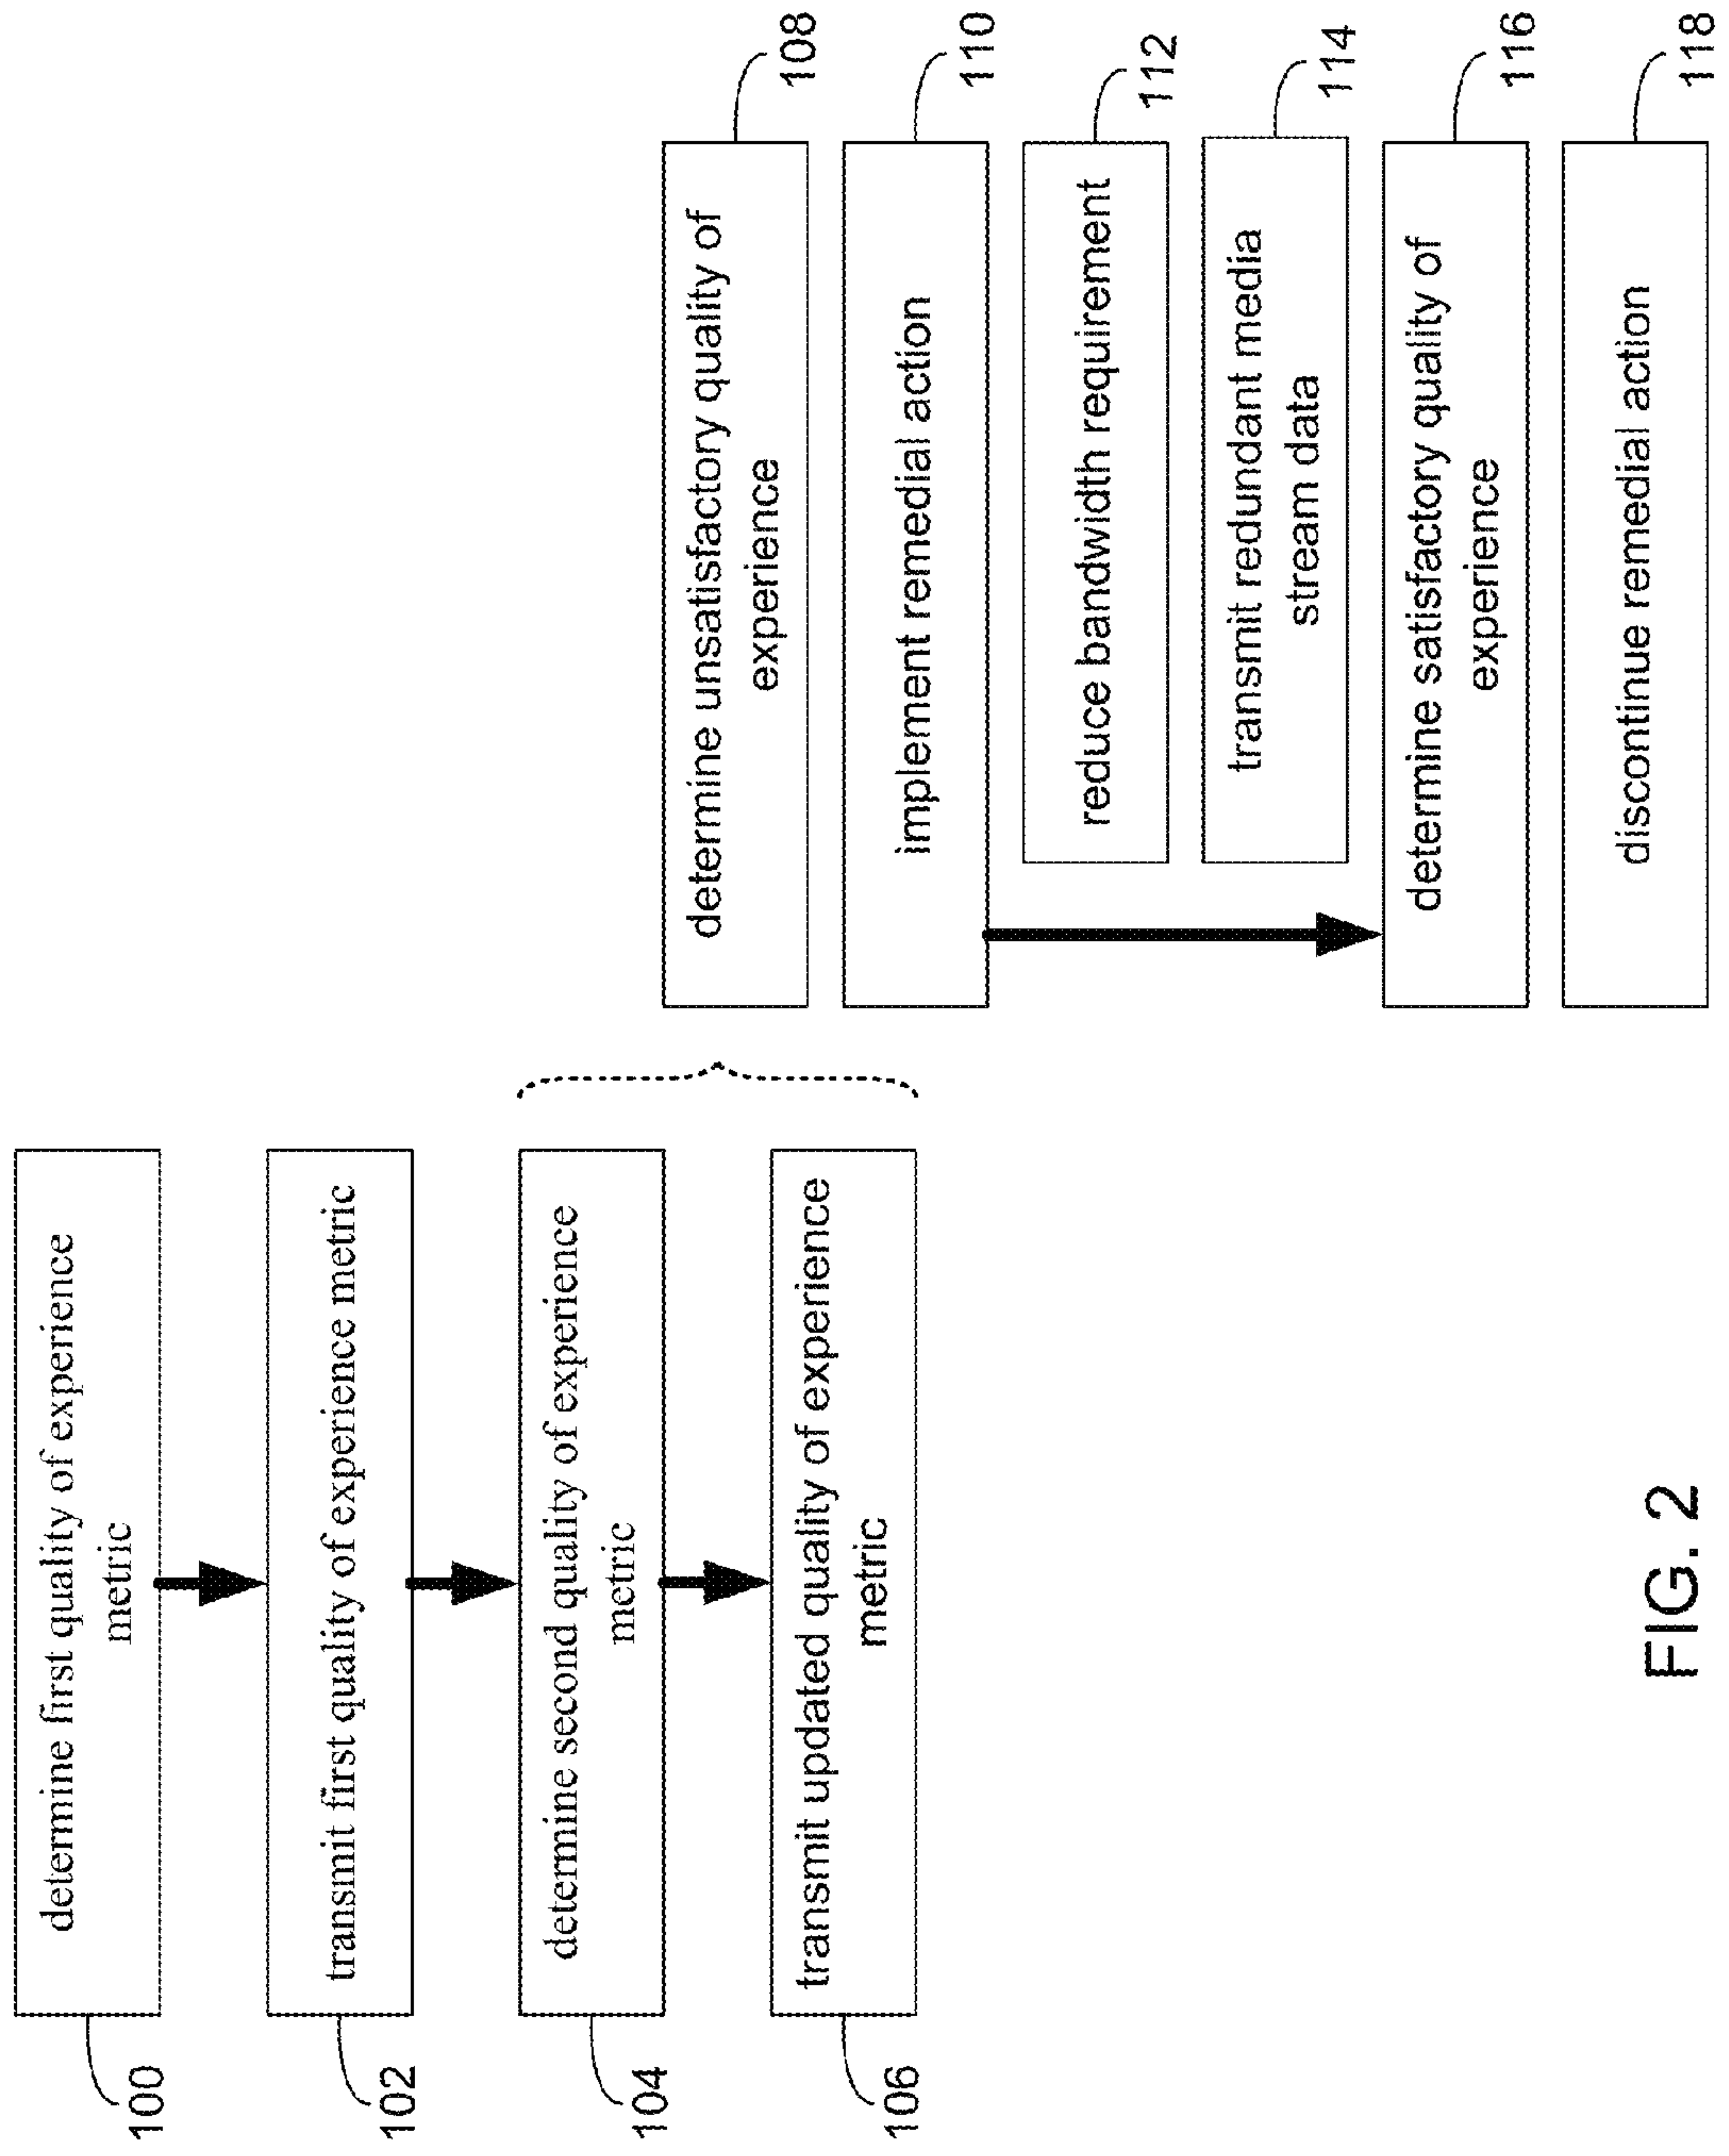 100
determine first quality of experience
metric
102
transmit first quality of experience metric
104
determine second quality of experience
metric
106
transmit updated quality of experience
metric
determine unsatisfactory quality of
experience
108
implement remedial action
110
reduce bandwidth requirement
112
transmit redundant media
stream data
114
determine satisfactory quality of
experience
116
discontinue remedial action
118
FIG. 2